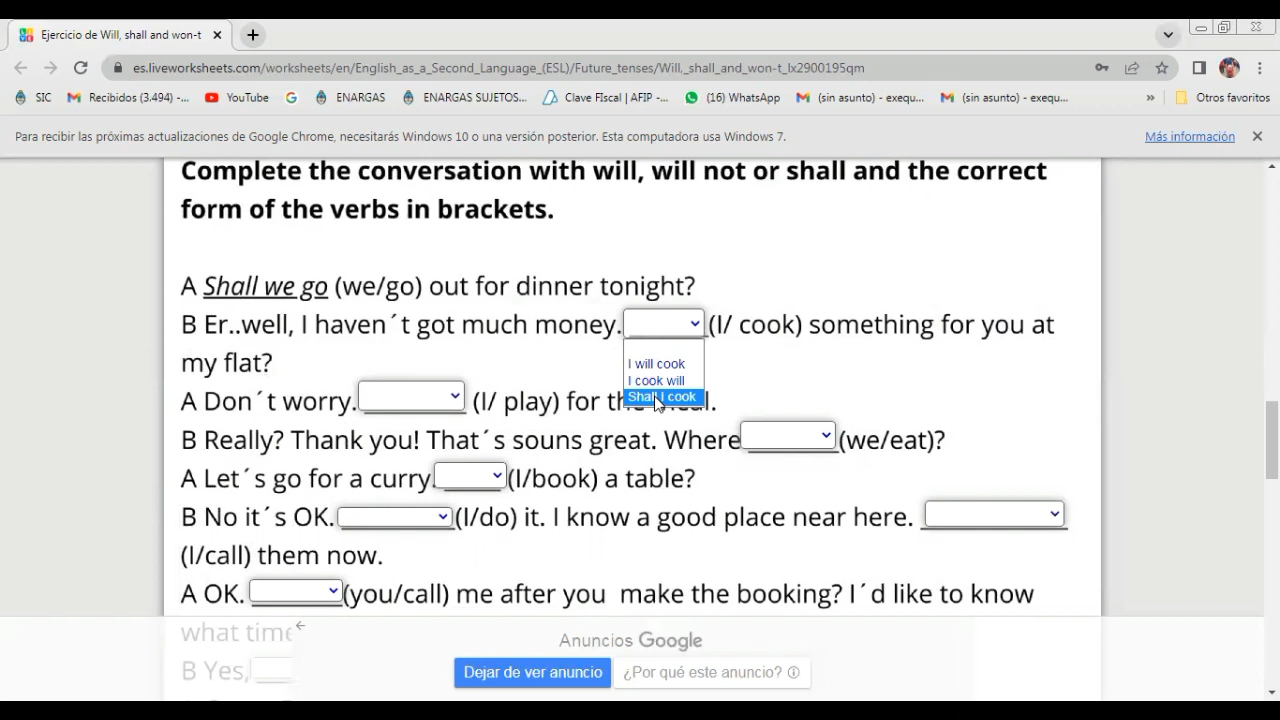 Ejercicio de Will, shall and won-t
es.liveworksheets.com/worksheets/en/English_as_a_Second_Language_(ESL)/Future_tenses/Will,_shall_and_won-t_lx2900195qm
SIC Recibidos (3.494) -... YouTube ENARGAS ENARGAS SUJETOS... Clave FIscal | AFIP -... (16) WhatsApp (sin asunto) - exequ... (sin asunto) - exequ... » Otros favoritos
Para recibir las próximas actualizaciones de Google Chrome, necesitarás Windows 10 o una versión posterior. Esta computadora usa Windows 7. Más información
Complete the conversation with will, will not or shall and the correct
form of the verbs in brackets.
A Shall we go (we/go) out for dinner tonight?
B Er..well, I haven´t got much money. (I/ cook) something for you at
my flat?
I will cook
I cook will
Shall I cook
A Don´t worry. (I/ play) for the meal.
B Really? Thank you! That´s souns great. Where (we/eat)?
A Let´s go for a curry. (I/book) a table?
B No it´s OK. (I/do) it. I know a good place near here.
(I/call) them now.
A OK. (you/call) me after you make the booking? I´d like to know
what time
B Yes,
Anuncios Google
Dejar de ver anuncio ¿Por qué este anuncio?